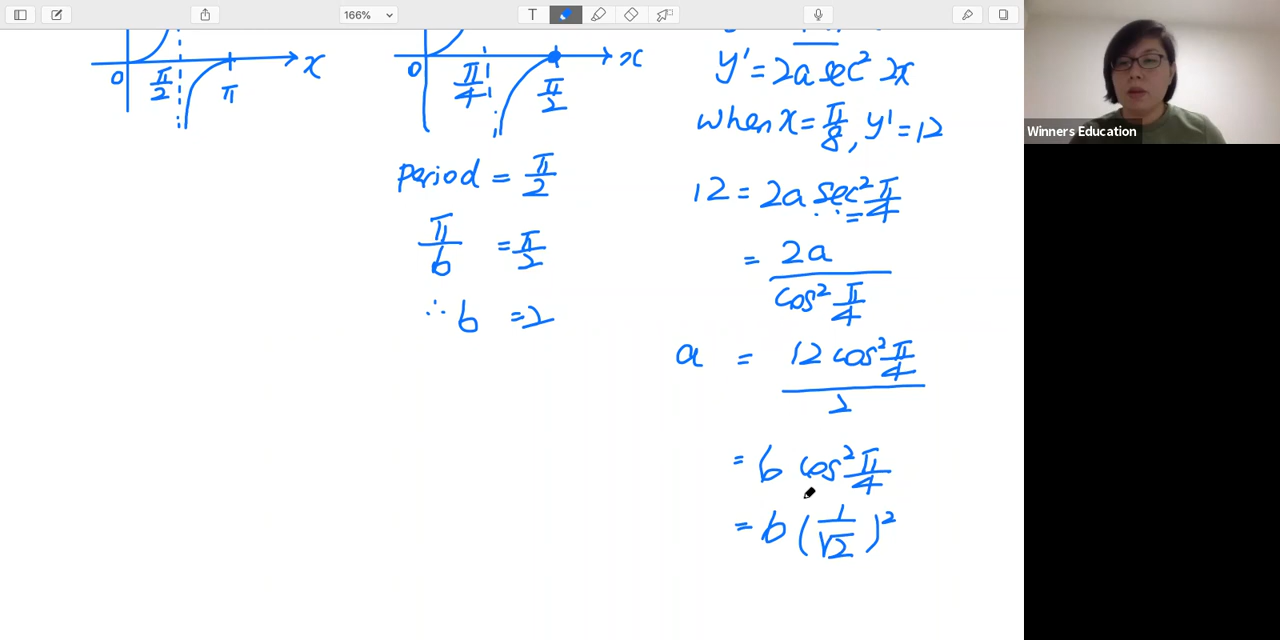 166%
T
Winners Education
0 π/2 π x
0 π/4 π/2 x
period = π/2
π/b = π/2
∴ b = 2
y' = 2a sec² 2x
when x = π/8, y' = 12
12 = 2a sec² π/4
= 2a / cos² π/4
a = 12 cos² π/4 / 2
= 6 cos² π/4
= 6 (1/√2)²